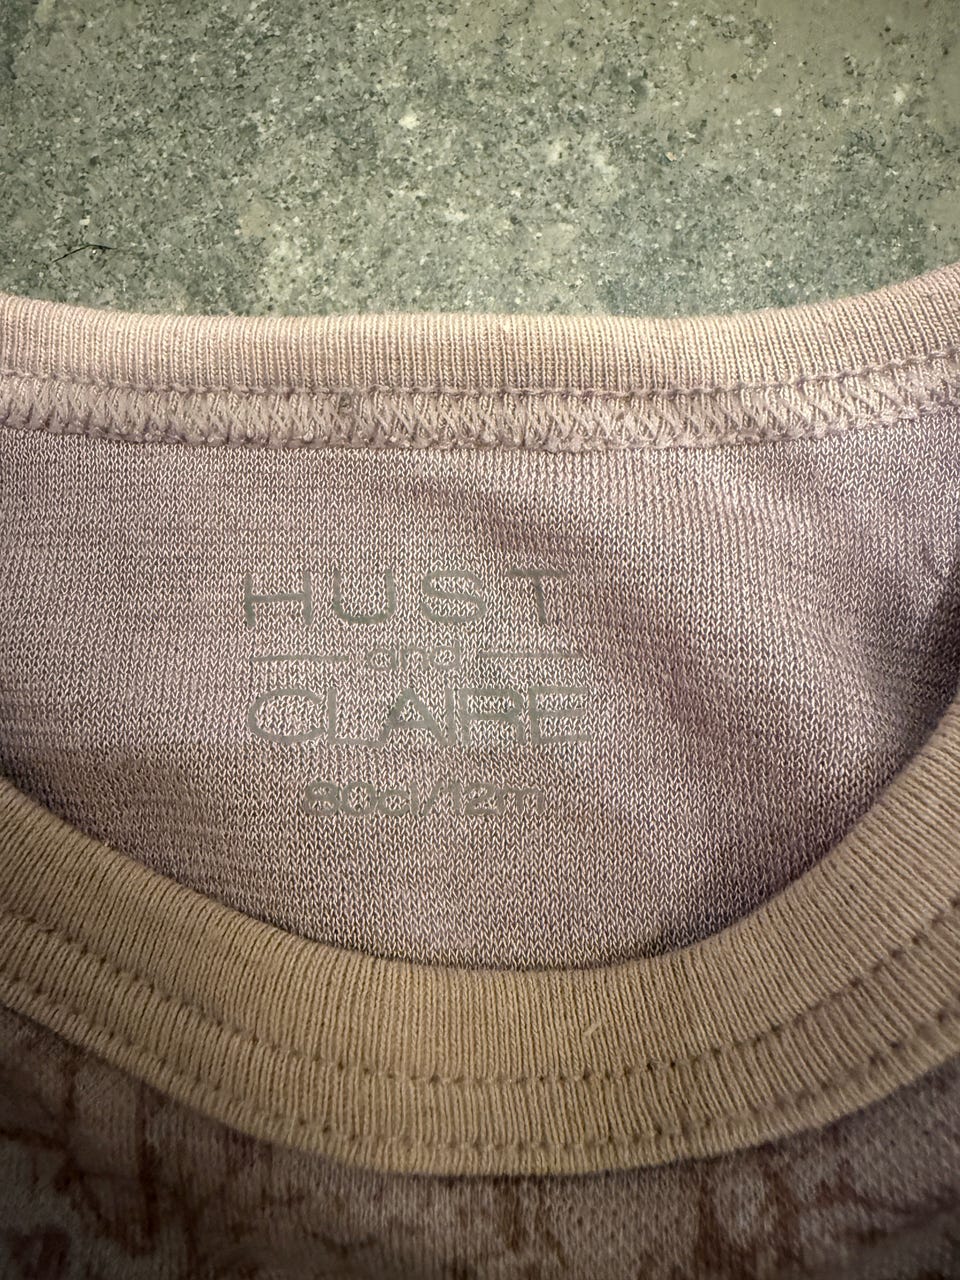 HUST
and
CLAIRE
80cl/12m